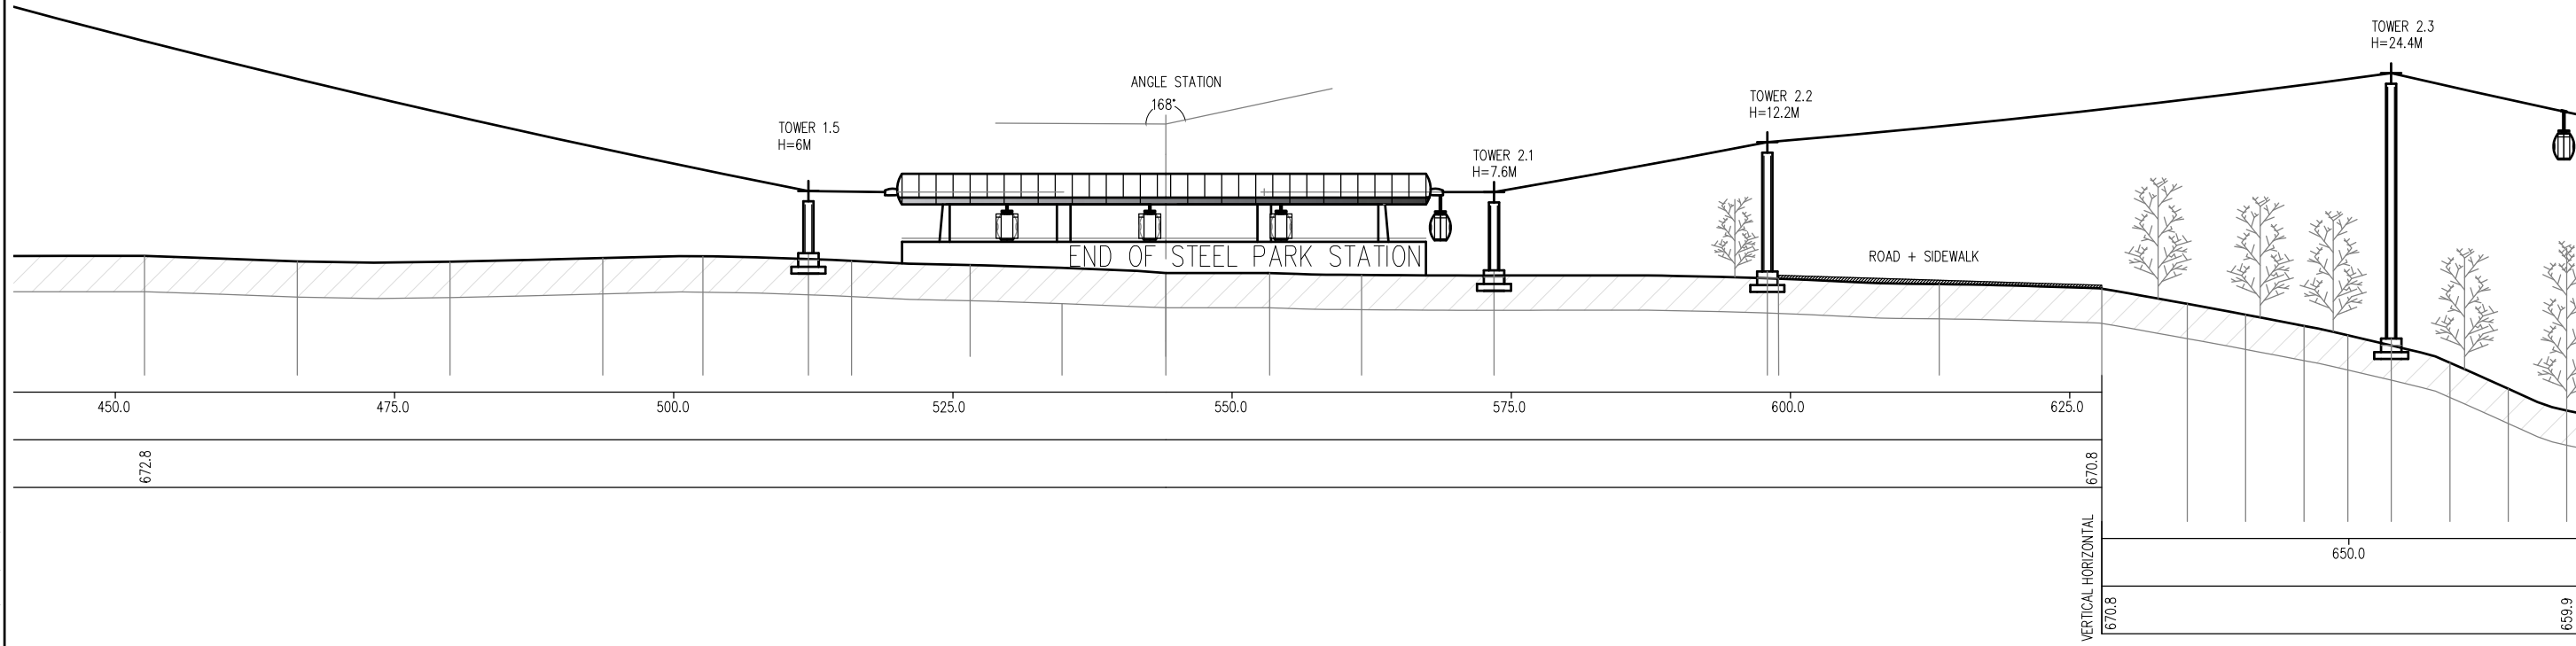 TOWER 2.3
H=24.4M
ANGLE STATION
168°
TOWER 2.2
H=12.2M
TOWER 1.5
H=6M
TOWER 2.1
H=7.6M
END OF STEEL PARK STATION
ROAD + SIDEWALK
450.0
475.0
500.0
525.0
550.0
575.0
600.0
625.0
672.8
670.8
VERTICAL HORIZONTAL
650.0
670.8
659.9